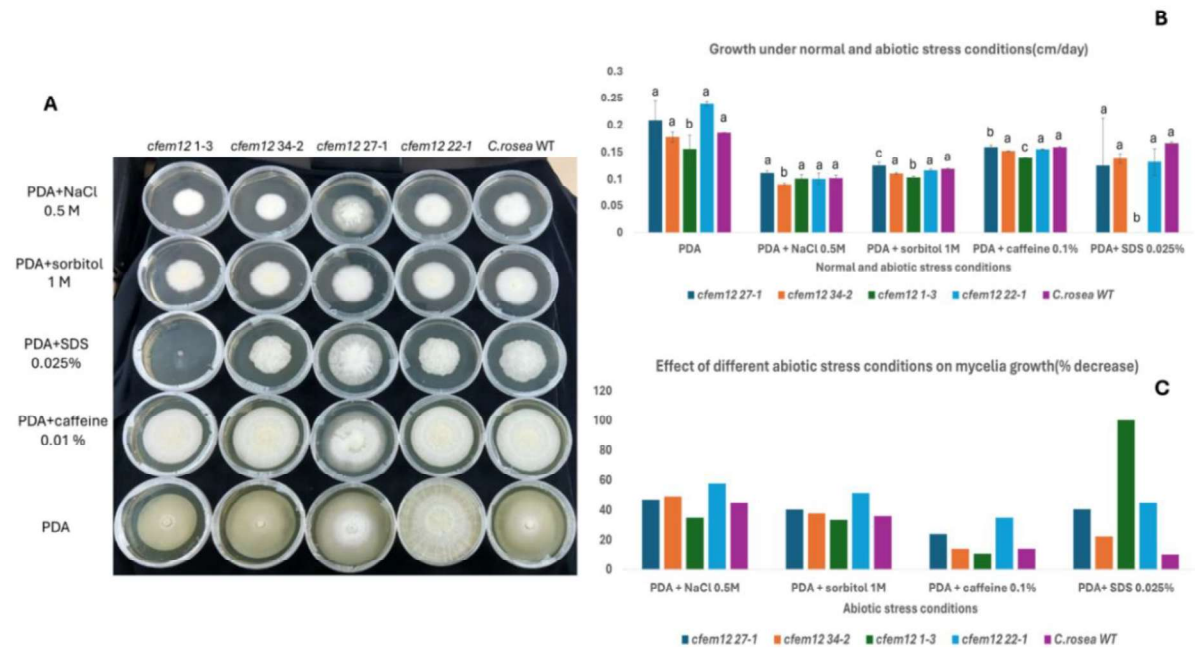 A
cfem12 1-3 cfem12 34-2 cfem12 27-1 cfem12 22-1 C.rosea WT
PDA+NaCl
0.5 M
PDA+sorbitol
1 M
PDA+SDS
0.025%
PDA+caffeine
0.01 %
PDA
B
Growth under normal and abiotic stress conditions(cm/day)
0.3
0.25
0.2
0.15
0.1
0.05
0
a a b a a
a b a a a
c a b a a
b a c a a
a a b a a
PDA PDA + NaCl 0.5M PDA + sorbitol 1M PDA + caffeine 0.1% PDA+ SDS 0.025%
Normal and abiotic stress conditions
cfem12 27-1 cfem12 34-2 cfem12 1-3 cfem12 22-1 C.rosea WT
Effect of different abiotic stress conditions on mycelia growth(% decrease)
C
120
100
80
60
40
20
0
PDA + NaCl 0.5M PDA + sorbitol 1M PDA + caffeine 0.1% PDA+ SDS 0.025%
Abiotic stress conditions
cfem12 27-1 cfem12 34-2 cfem12 1-3 cfem12 22-1 C.rosea WT